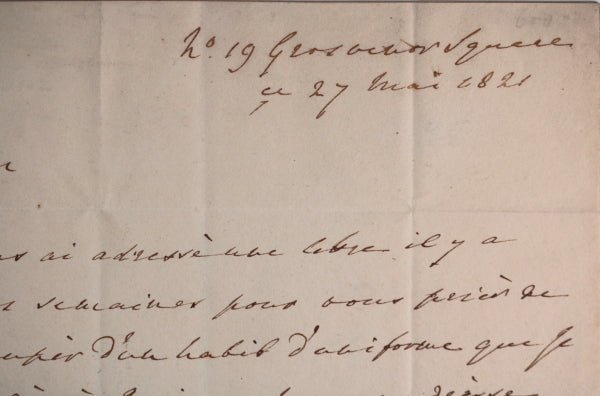 No. 19 Grosvenor Square
ce 27 Mai 1821
ai adressé une lettre il y a
semaines pour vous prièr de
d'un habit d'uniforme que je